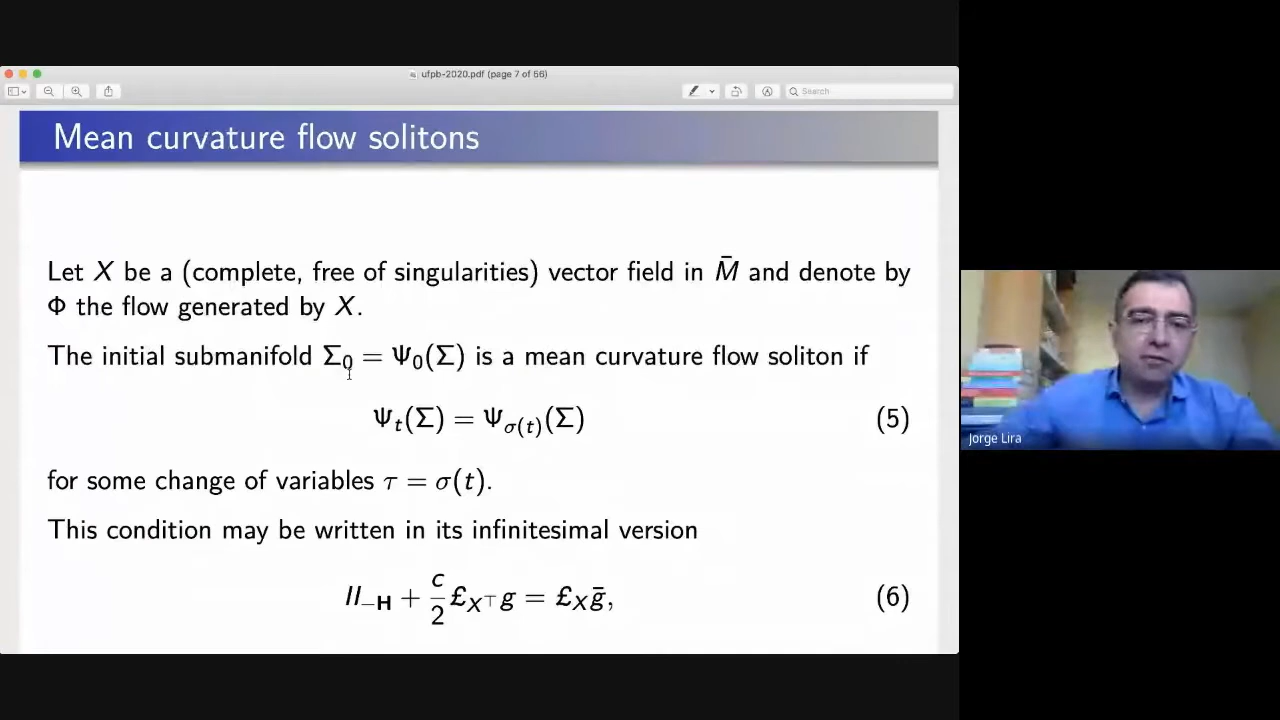 ufpb-2020.pdf (page 7 of 56)
Search
Mean curvature flow solitons
Let X be a (complete, free of singularities) vector field in M̄ and denote by
Φ the flow generated by X.
The initial submanifold Σ₀ = Ψ₀(Σ) is a mean curvature flow soliton if
Ψₜ(Σ) = Ψ_{σ(t)}(Σ) (5)
for some change of variables τ = σ(t).
This condition may be written in its infinitesimal version
II_{−H} + c/2 £_{X^⊤} g = £_X ḡ, (6)
Jorge Lira